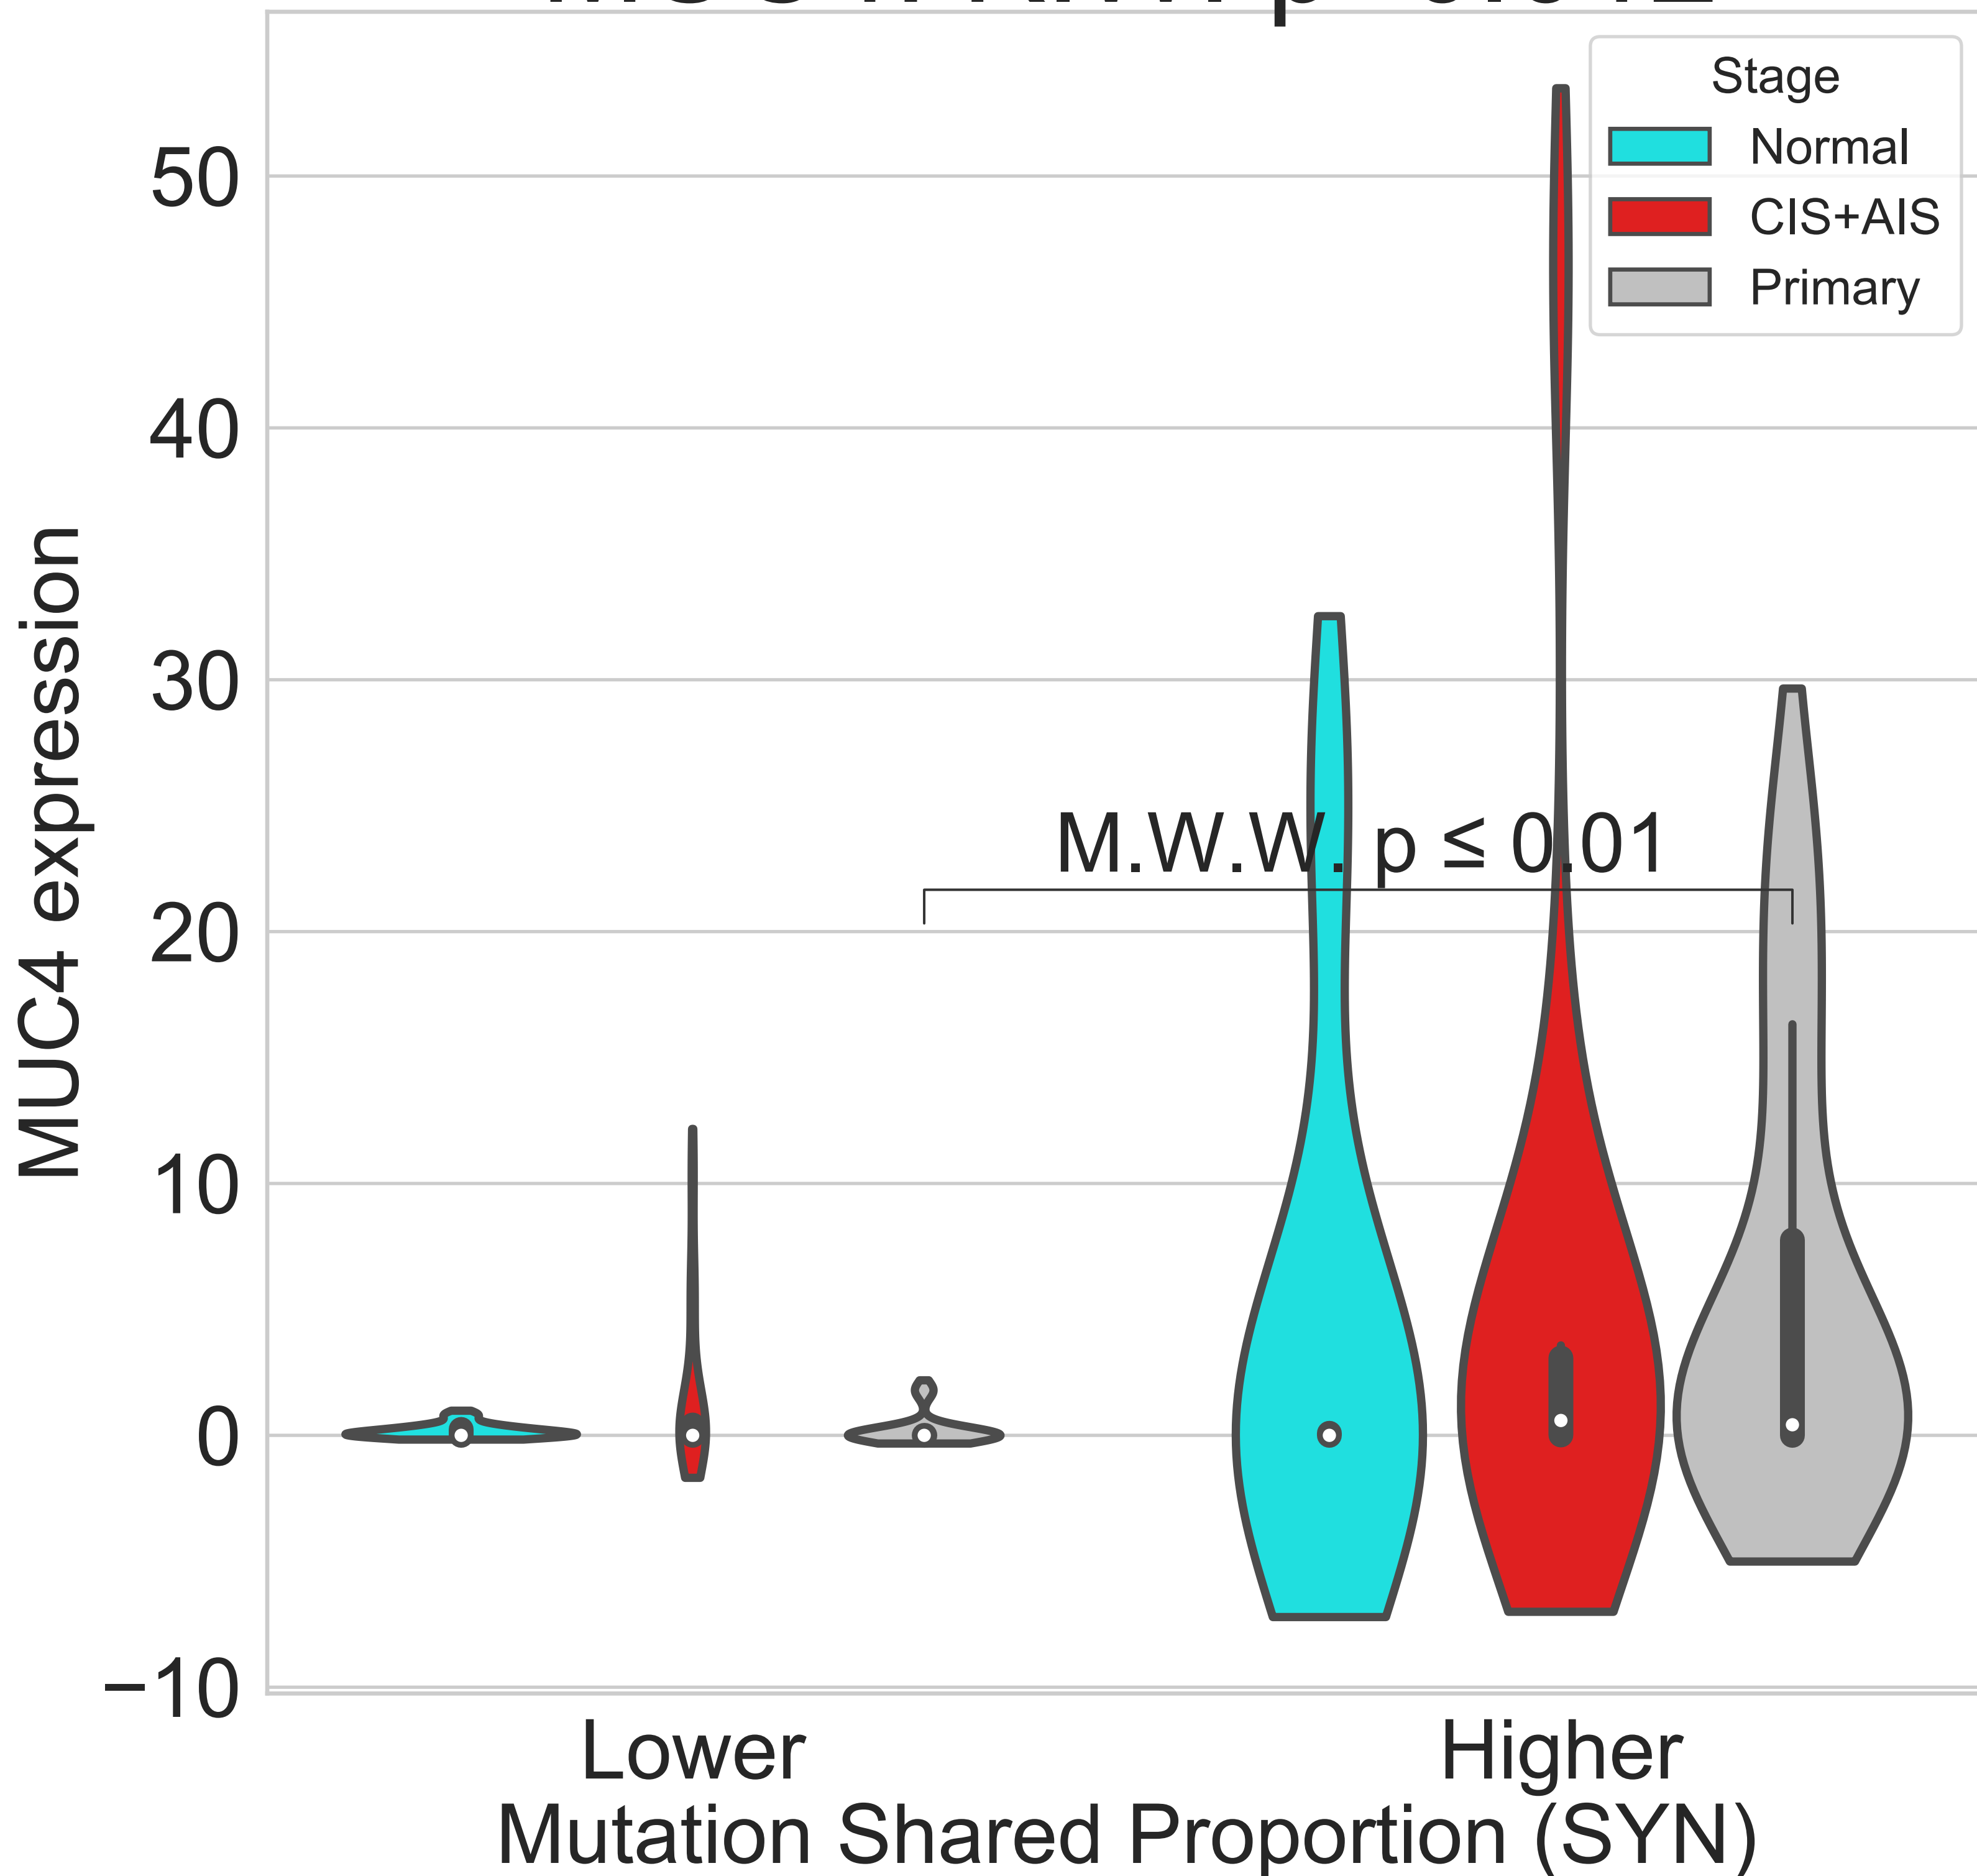 Stage
Normal
CIS+AIS
Primary
50
40
30
20
10
0
−10
MUC4 expression
M.W.W. p ≤ 0.01
Lower
Higher
Mutation Shared Proportion (SYN)